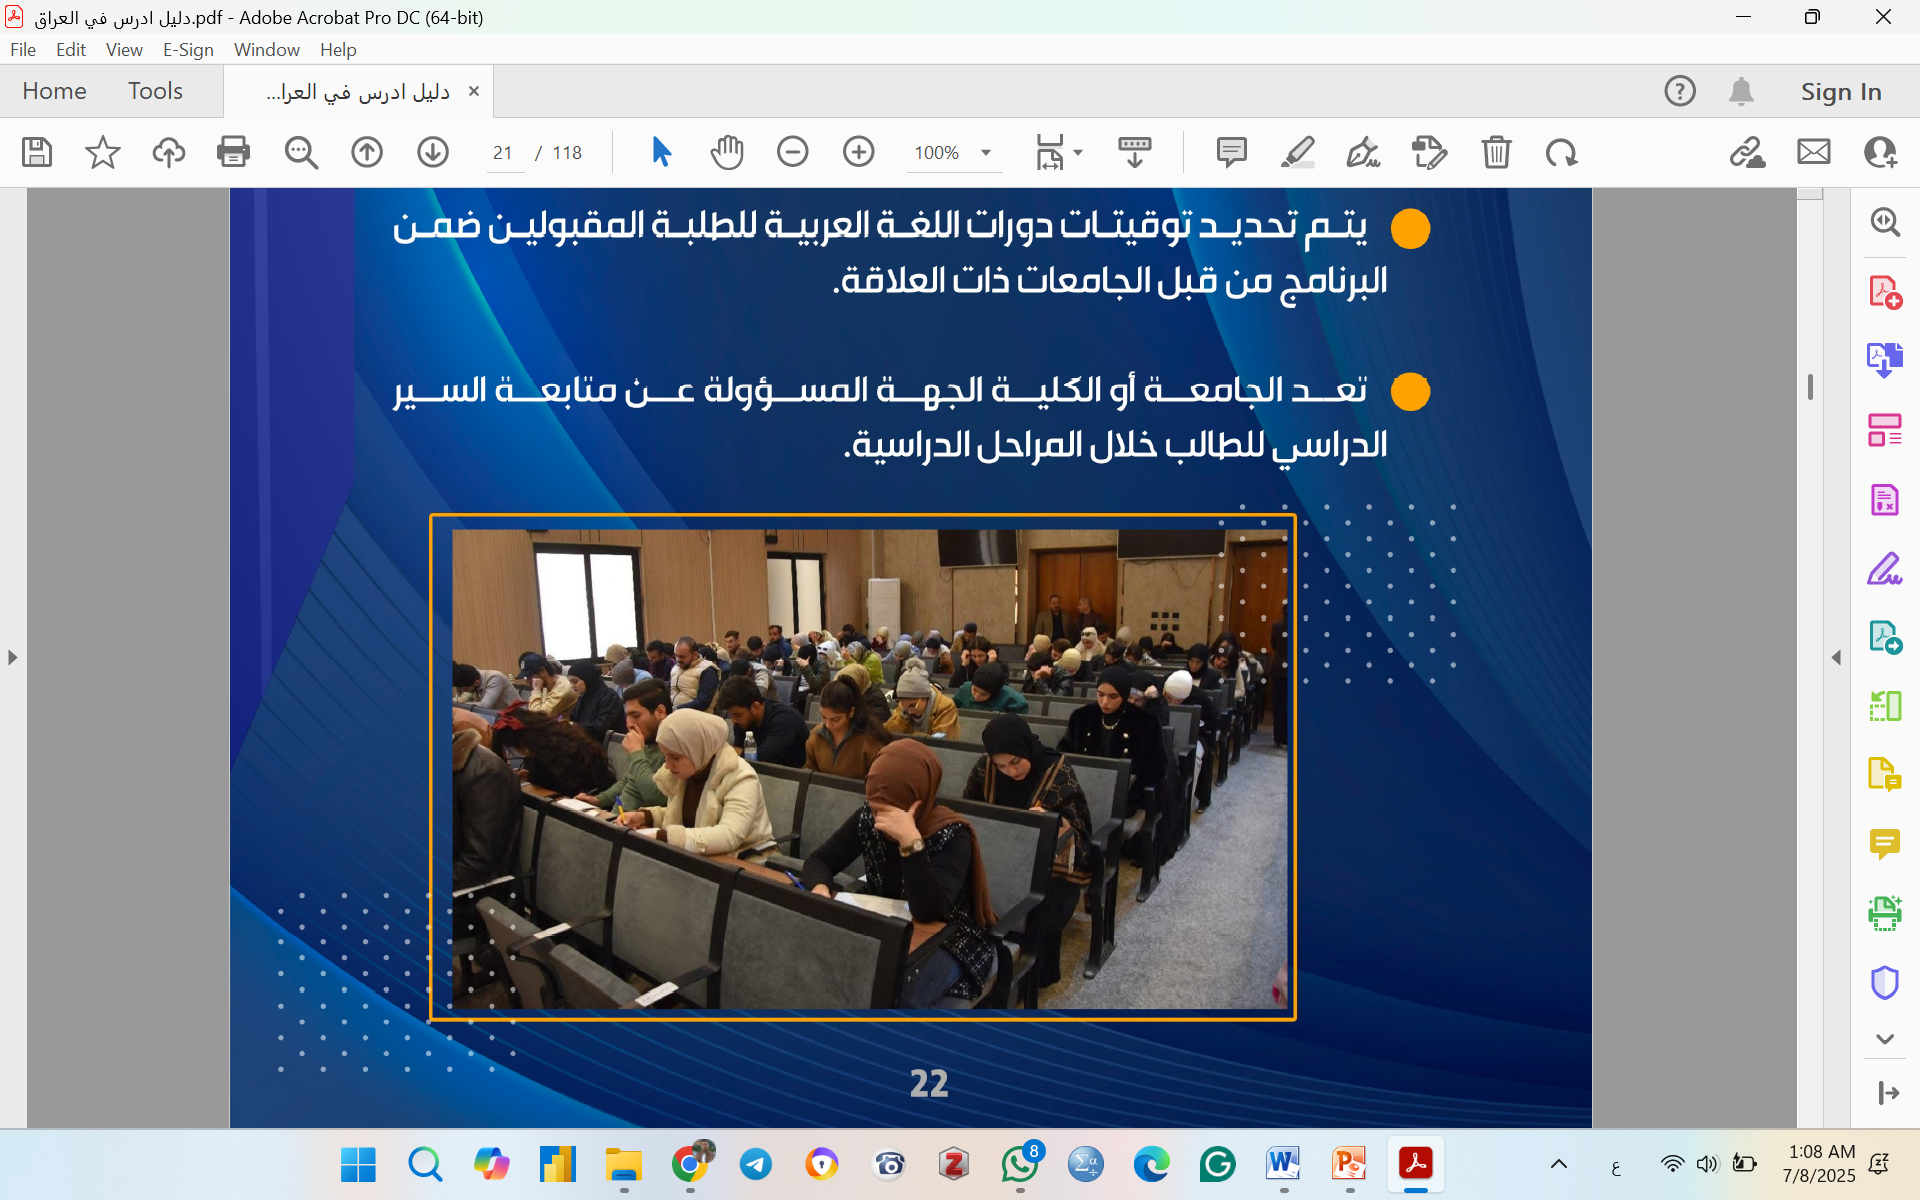 دليل ادرس في العراق.pdf - Adobe Acrobat Pro DC (64-bit)
File Edit View E-Sign Window Help
Home Tools دليل ادرس في العرا... × Sign In
21 / 118 100%
يتم تحديد توقيتات دورات اللغة العربية للطلبة المقبولين ضمن
البرنامج من قبل الجامعات ذات العلاقة.
تعد الجامعة أو الكلية الجهة المسؤولة عن متابعة السير
الدراسي للطالب خلال المراحل الدراسية.
22
8
ع
1:08 AM
7/8/2025